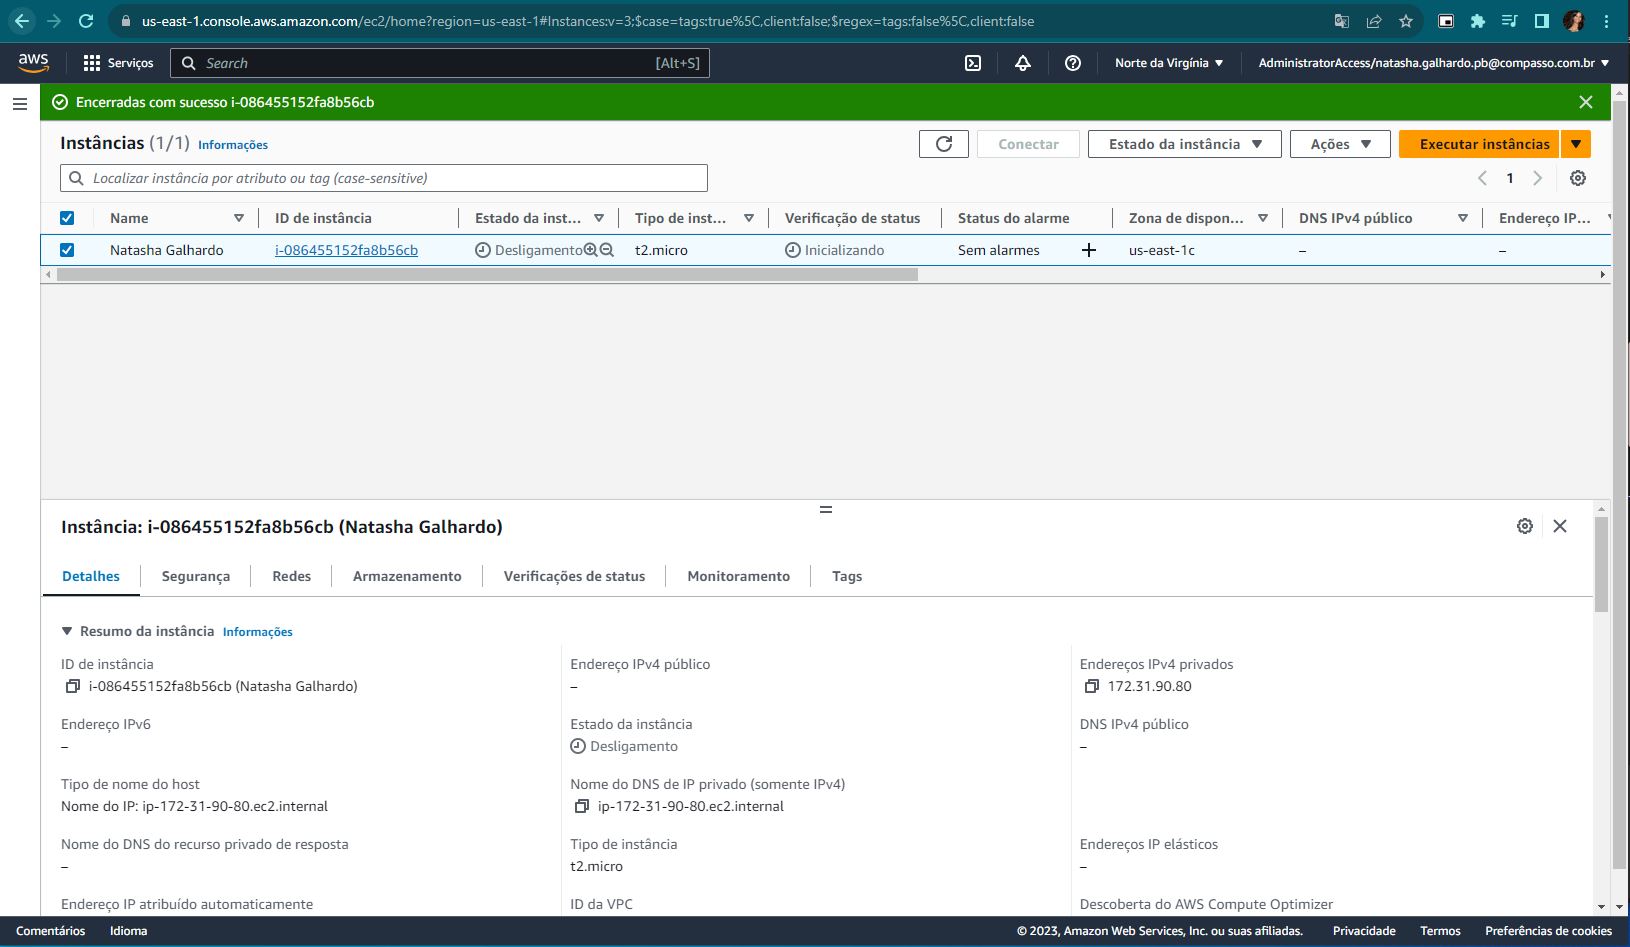 us-east-1.console.aws.amazon.com/ec2/home?region=us-east-1#Instances:v=3;$case=tags:true%5C,client:false;$regex=tags:false%5C,client:false
aws Serviços Search [Alt+S] Norte da Virgínia AdministratorAccess/natasha.galhardo.pb@compasso.com.br
Encerradas com sucesso i-086455152fa8b56cb
Instâncias (1/1) Informações Conectar Estado da instância Ações Executar instâncias
Localizar instância por atributo ou tag (case-sensitive) 1
Name ID de instância Estado da inst... Tipo de inst... Verificação de status Status do alarme Zona de dispon... DNS IPv4 público Endereço IP...
Natasha Galhardo i-086455152fa8b56cb Desligamento t2.micro Inicializando Sem alarmes + us-east-1c – –
Instância: i-086455152fa8b56cb (Natasha Galhardo)
Detalhes Segurança Redes Armazenamento Verificações de status Monitoramento Tags
Resumo da instância Informações
ID de instância Endereço IPv4 público Endereços IPv4 privados
i-086455152fa8b56cb (Natasha Galhardo) – 172.31.90.80
Endereço IPv6 Estado da instância DNS IPv4 público
– Desligamento –
Tipo de nome do host Nome do DNS de IP privado (somente IPv4)
Nome do IP: ip-172-31-90-80.ec2.internal ip-172-31-90-80.ec2.internal
Nome do DNS do recurso privado de resposta Tipo de instância Endereços IP elásticos
– t2.micro –
Endereço IP atribuído automaticamente ID da VPC Descoberta do AWS Compute Optimizer
Comentários Idioma © 2023, Amazon Web Services, Inc. ou suas afiliadas. Privacidade Termos Preferências de cookies